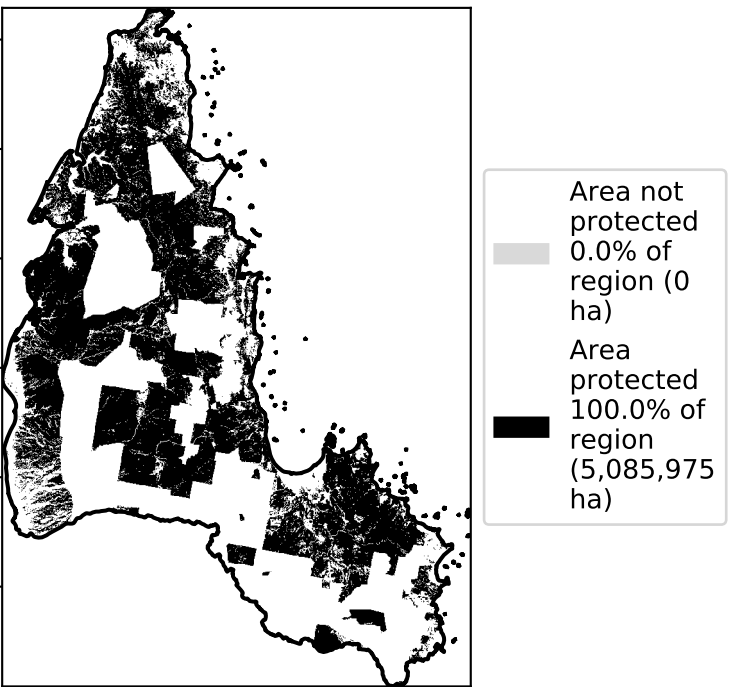 Area not
protected
0.0% of
region (0
ha)
Area
protected
100.0% of
region
(5,085,975
ha)